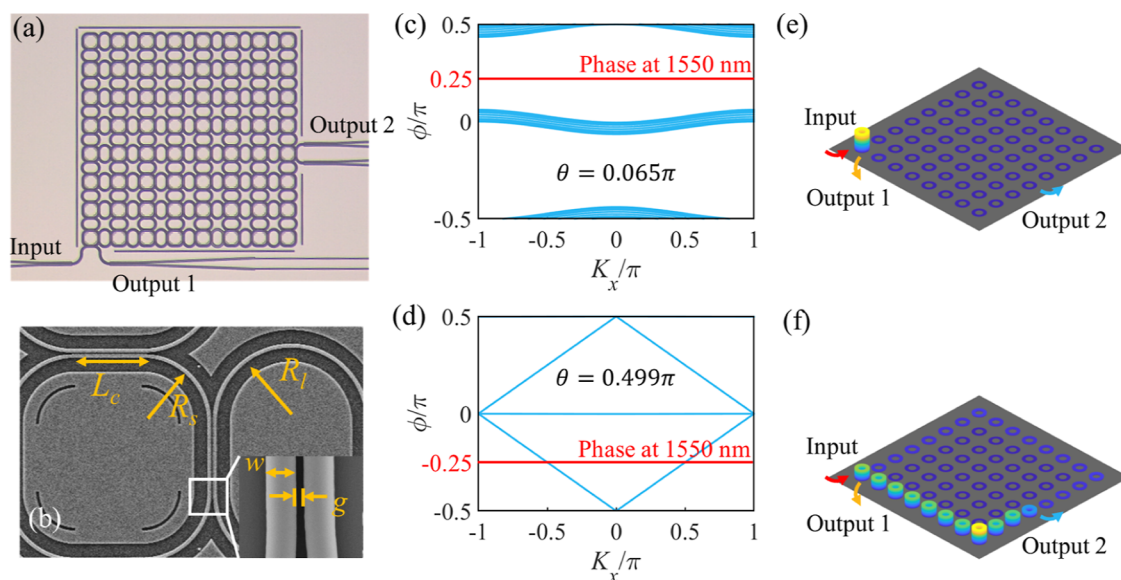 (a)
Output 2
Input
Output 1
(b)
L_c
R_s
R_l
w
g
(c)
0.5
0.25
0
-0.5
ϕ/π
Phase at 1550 nm
θ = 0.065π
-1 -0.5 0 0.5 1
K_x/π
(d)
0.5
0
-0.25
-0.5
ϕ/π
θ = 0.499π
Phase at 1550 nm
-1 -0.5 0 0.5 1
K_x/π
(e)
Input
Output 1
Output 2
(f)
Input
Output 1
Output 2